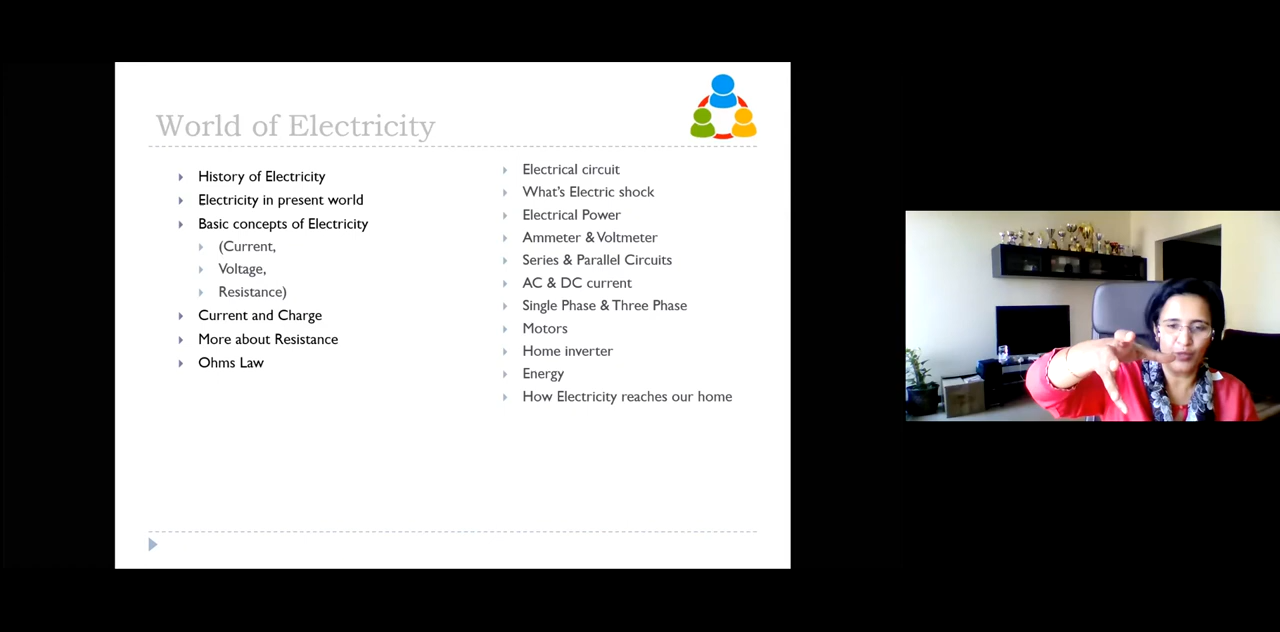 World of Electricity
History of Electricity
Electricity in present world
Basic concepts of Electricity
(Current,
Voltage,
Resistance)
Current and Charge
More about Resistance
Ohms Law
Electrical circuit
What's Electric shock
Electrical Power
Ammeter & Voltmeter
Series & Parallel Circuits
AC & DC current
Single Phase & Three Phase
Motors
Home inverter
Energy
How Electricity reaches our home